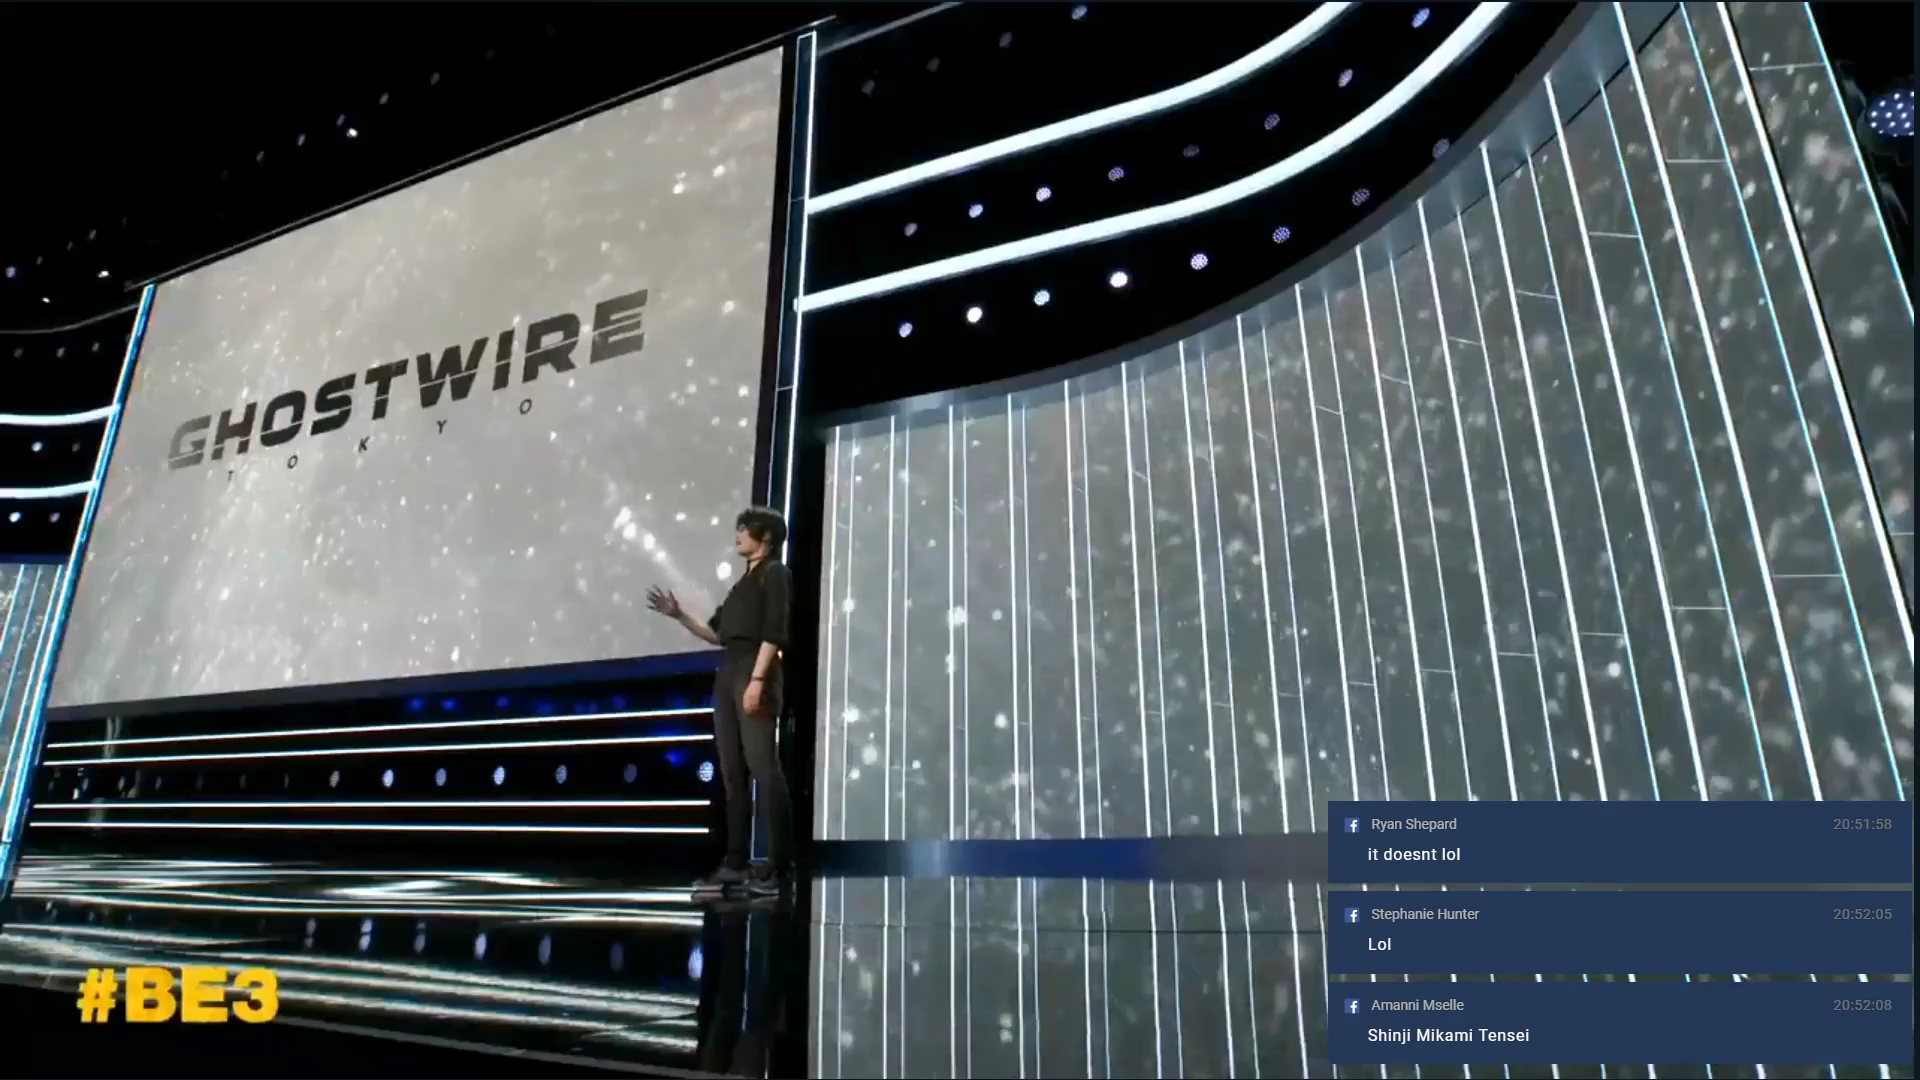 GHOSTWIRE
TOKYO
#BE3
Ryan Shepard 20:51:58
it doesnt lol
Stephanie Hunter 20:52:05
Lol
Amanni Mselle 20:52:08
Shinji Mikami Tensei